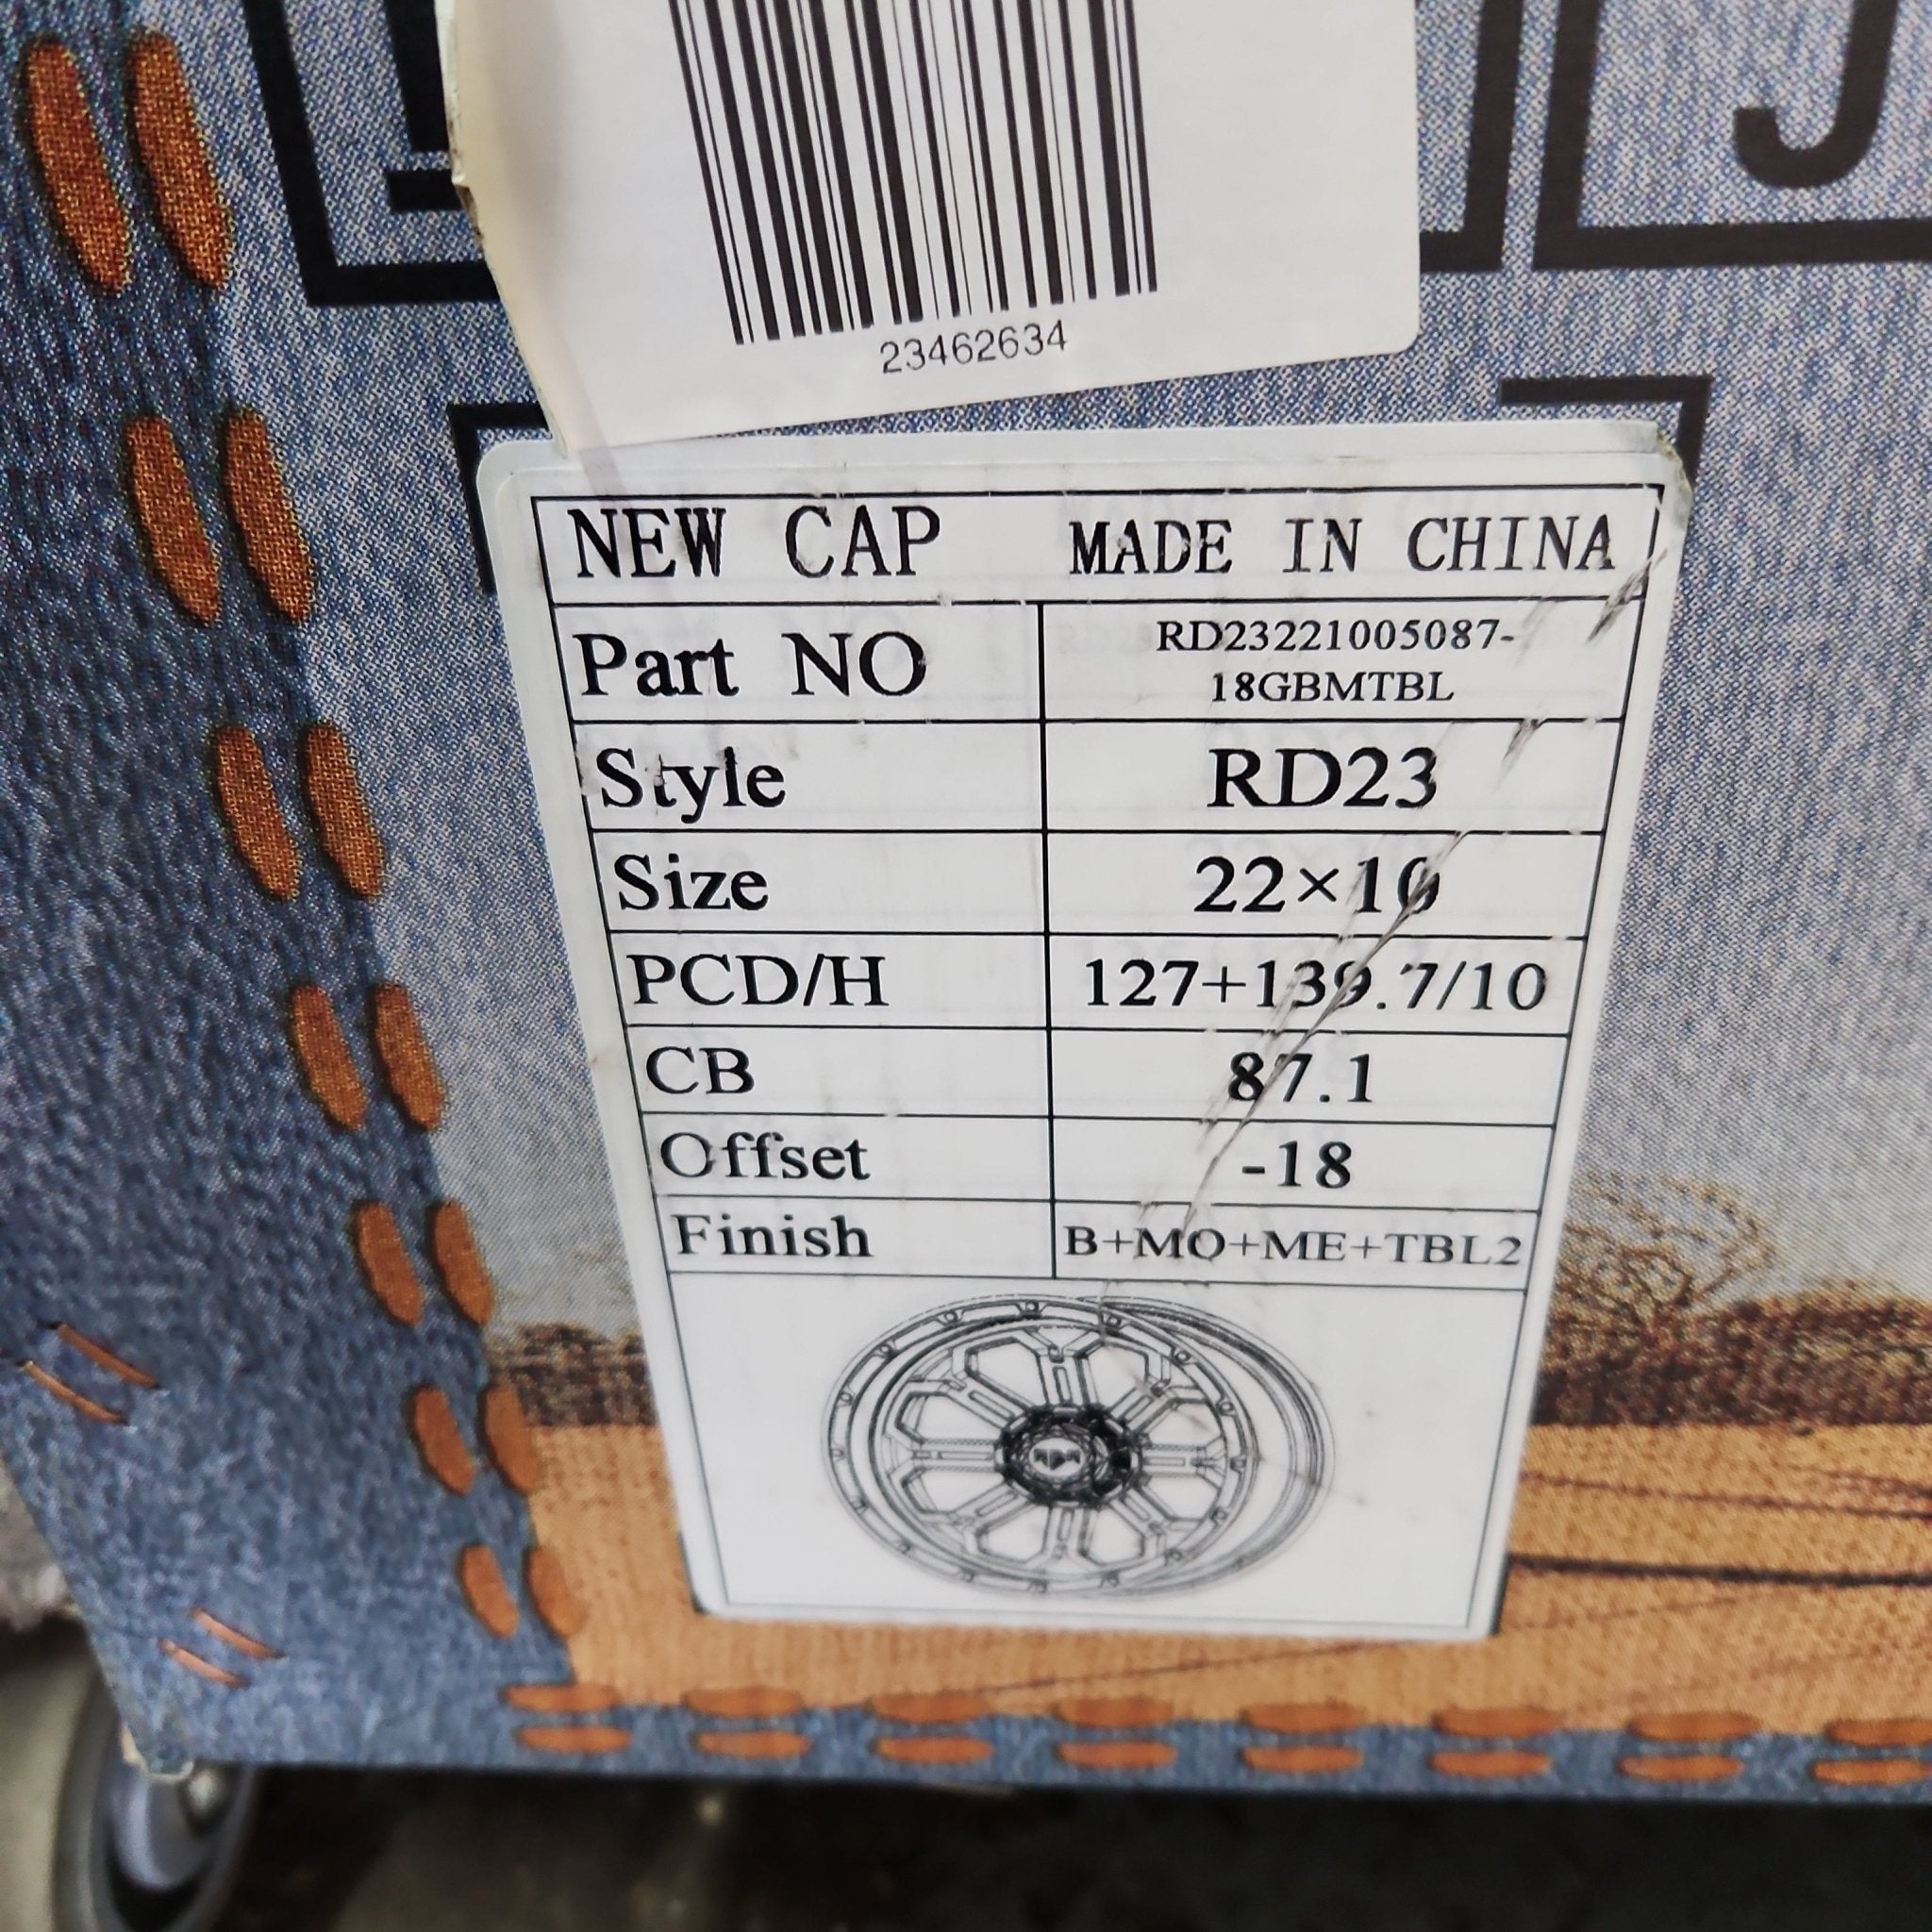 J
23462634
NEW CAP MADE IN CHINA
Part NO RD23221005087-
18GBMTBL
Style RD23
Size 22×10
PCD/H 127+139.7/10
CB 87.1
Offset -18
Finish B+MO+ME+TBL2